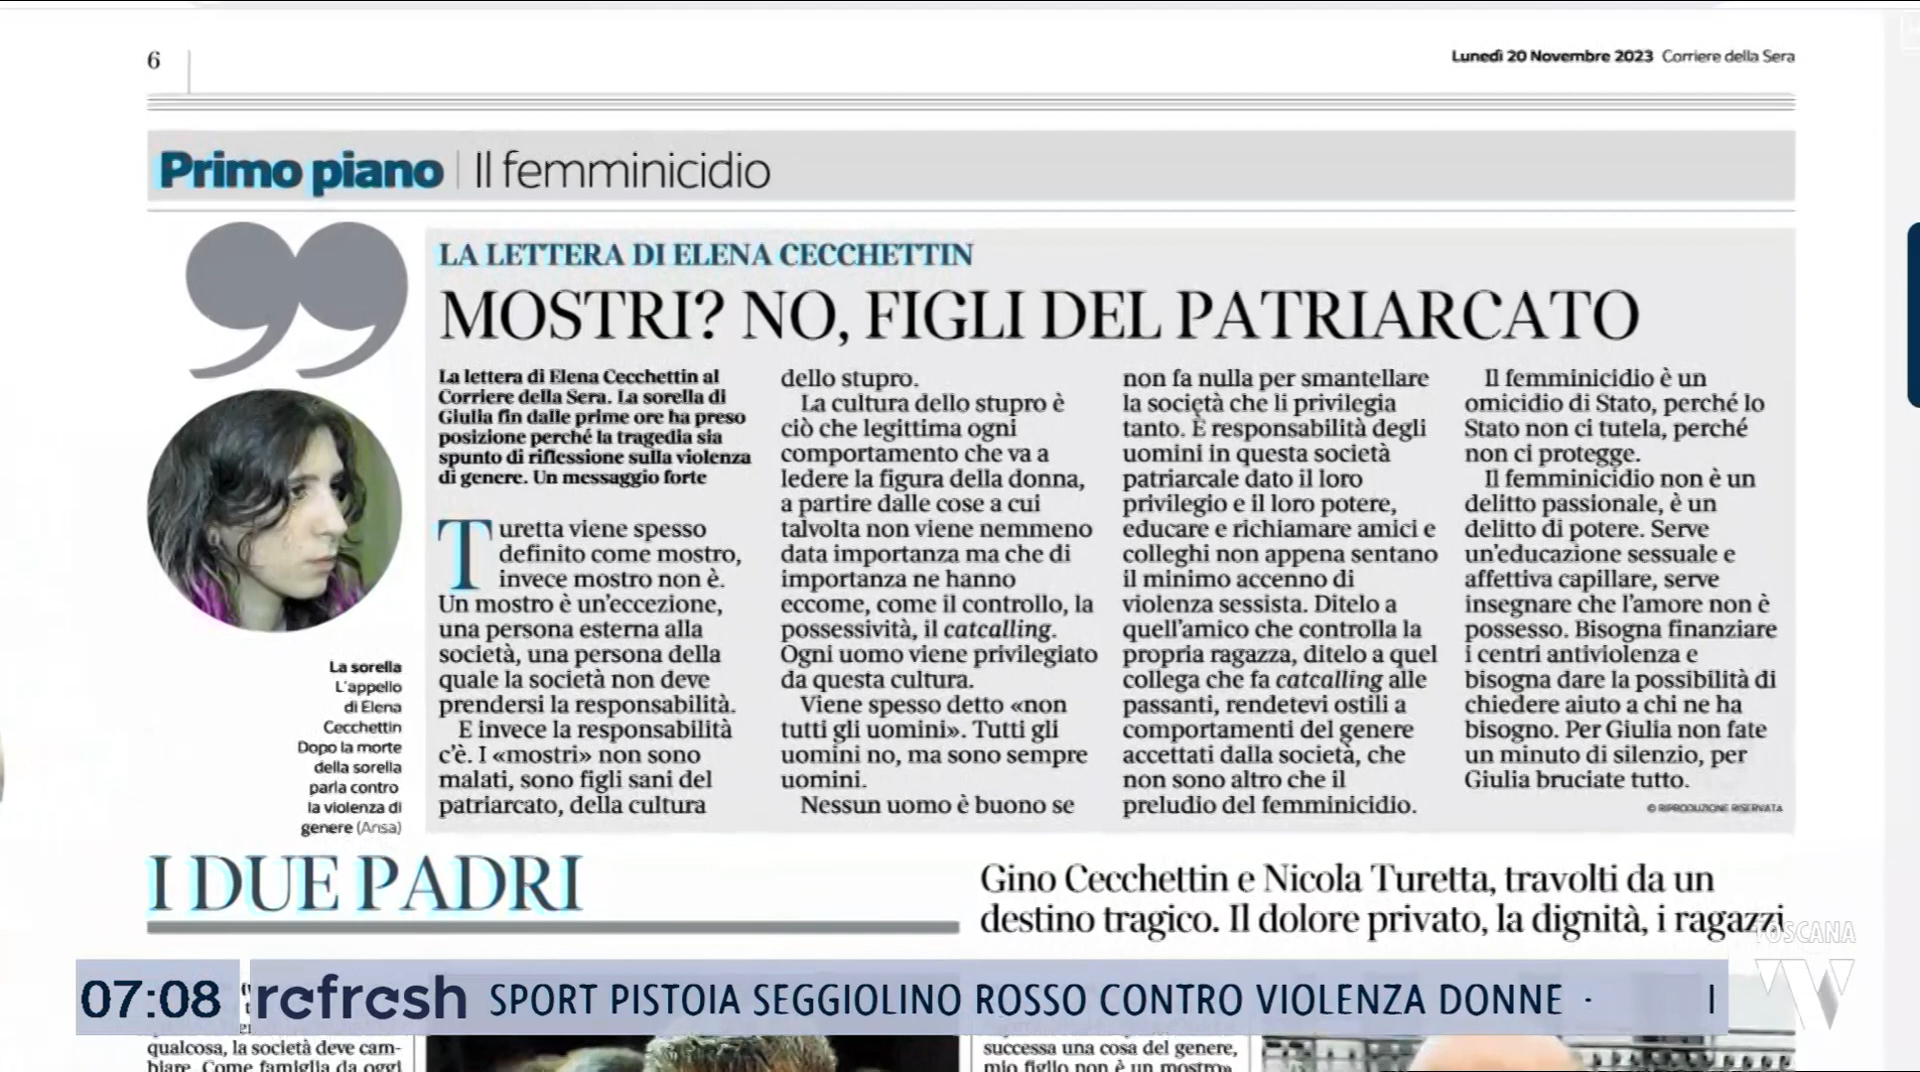 6
Lunedì 20 Novembre 2023 Corriere della Sera
Primo piano | Il femminicidio
LA LETTERA DI ELENA CECCHETTIN
MOSTRI? NO, FIGLI DEL PATRIARCATO
La lettera di Elena Cecchettin al
Corriere della Sera. La sorella di
Giulia fin dalle prime ore ha preso
posizione perché la tragedia sia
spunto di riflessione sulla violenza
di genere. Un messaggio forte
Turetta viene spesso
definito come mostro,
invece mostro non è.
Un mostro è un'eccezione,
una persona esterna alla
società, una persona della
quale la società non deve
prendersi la responsabilità.
E invece la responsabilità
c'è. I «mostri» non sono
malati, sono figli sani del
patriarcato, della cultura
dello stupro.
La cultura dello stupro è
ciò che legittima ogni
comportamento che va a
ledere la figura della donna,
a partire dalle cose a cui
talvolta non viene nemmeno
data importanza ma che di
importanza ne hanno
eccome, come il controllo, la
possessività, il catcalling.
Ogni uomo viene privilegiato
da questa cultura.
Viene spesso detto «non
tutti gli uomini». Tutti gli
uomini no, ma sono sempre
uomini.
Nessun uomo è buono se
non fa nulla per smantellare
la società che li privilegia
tanto. È responsabilità degli
uomini in questa società
patriarcale dato il loro
privilegio e il loro potere,
educare e richiamare amici e
colleghi non appena sentano
il minimo accenno di
violenza sessista. Ditelo a
quell'amico che controlla la
propria ragazza, ditelo a quel
collega che fa catcalling alle
passanti, rendetevi ostili a
comportamenti del genere
accettati dalla società, che
non sono altro che il
preludio del femminicidio.
Il femminicidio è un
omicidio di Stato, perché lo
Stato non ci tutela, perché
non ci protegge.
Il femminicidio non è un
delitto passionale, è un
delitto di potere. Serve
un'educazione sessuale e
affettiva capillare, serve
insegnare che l'amore non è
possesso. Bisogna finanziare
i centri antiviolenza e
bisogna dare la possibilità di
chiedere aiuto a chi ne ha
bisogno. Per Giulia non fate
un minuto di silenzio, per
Giulia bruciate tutto.
© RIPRODUZIONE RISERVATA
La sorella
L'appello
di Elena
Cecchettin
Dopo la morte
della sorella
parla contro
la violenza di
genere (Ansa)
I DUE PADRI
Gino Cecchettin e Nicola Turetta, travolti da un
destino tragico. Il dolore privato, la dignità, i ragazzi
TOSCANA
07:08 refresh SPORT PISTOIA SEGGIOLINO ROSSO CONTRO VIOLENZA DONNE ·
qualcosa, la società deve cam-
biare. Come famiglia da oggi
successa una cosa del genere,
mio figlio non è un mostro»